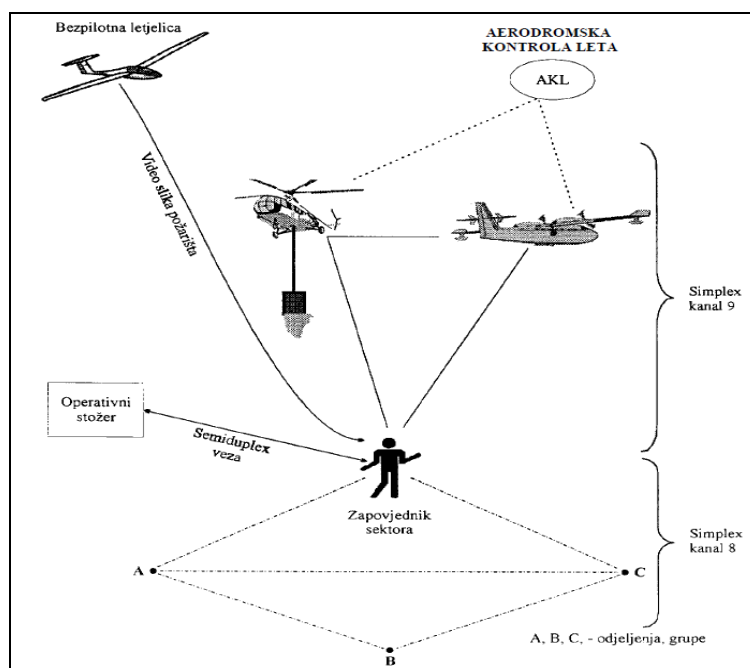 Bezpilotna letjelica
AERODROMSKA
KONTROLA LETA
AKL
Video slika požarišta
Simplex
kanal 9
Operativni
stožer
Semiduplex
veza
Zapovjednik
sektora
Simplex
kanal 8
A
C
B
A, B, C, - odjeljenja, grupe